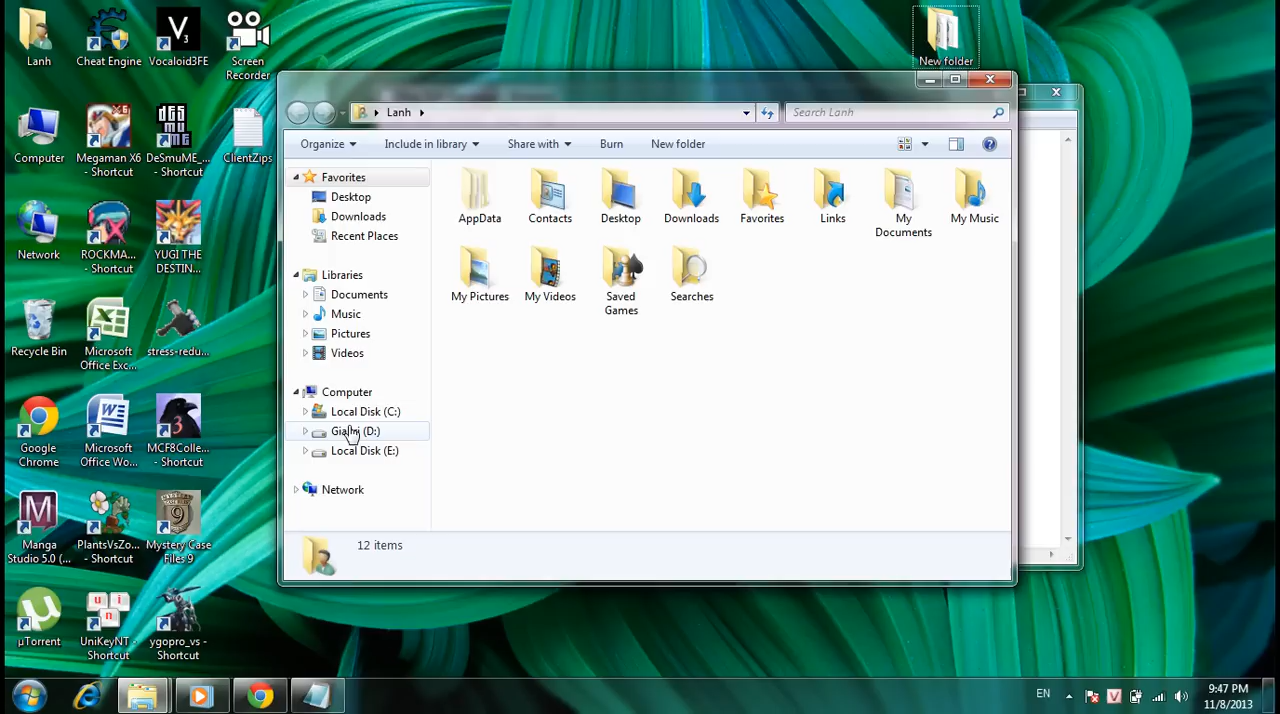 Lanh
Cheat Engine
Vocaloid3FE
Screen
Recorder
New folder
Computer
Megaman X6
- Shortcut
DeSmuME_...
- Shortcut
ClientZips
Network
ROCKMA...
- Shortcut
YUGI THE
DESTIN...
Recycle Bin
Microsoft
Office Exc...
stress-redu...
Google
Chrome
Microsoft
Office Wo...
MCF8Colle...
- Shortcut
Manga
Studio 5.0 (...
PlantsVsZo...
- Shortcut
Mystery Case
Files 9
µTorrent
UniKeyNT -
Shortcut
ygopro_vs -
Shortcut
Lanh
Search Lanh
Organize
Include in library
Share with
Burn
New folder
Favorites
Desktop
Downloads
Recent Places
Libraries
Documents
Music
Pictures
Videos
Computer
Local Disk (C:)
(D:)
Local Disk (E:)
Network
AppData
Contacts
Desktop
Downloads
Favorites
Links
My
Documents
My Music
My Pictures
My Videos
Saved
Games
Searches
12 items
EN
9:47 PM
11/8/2013